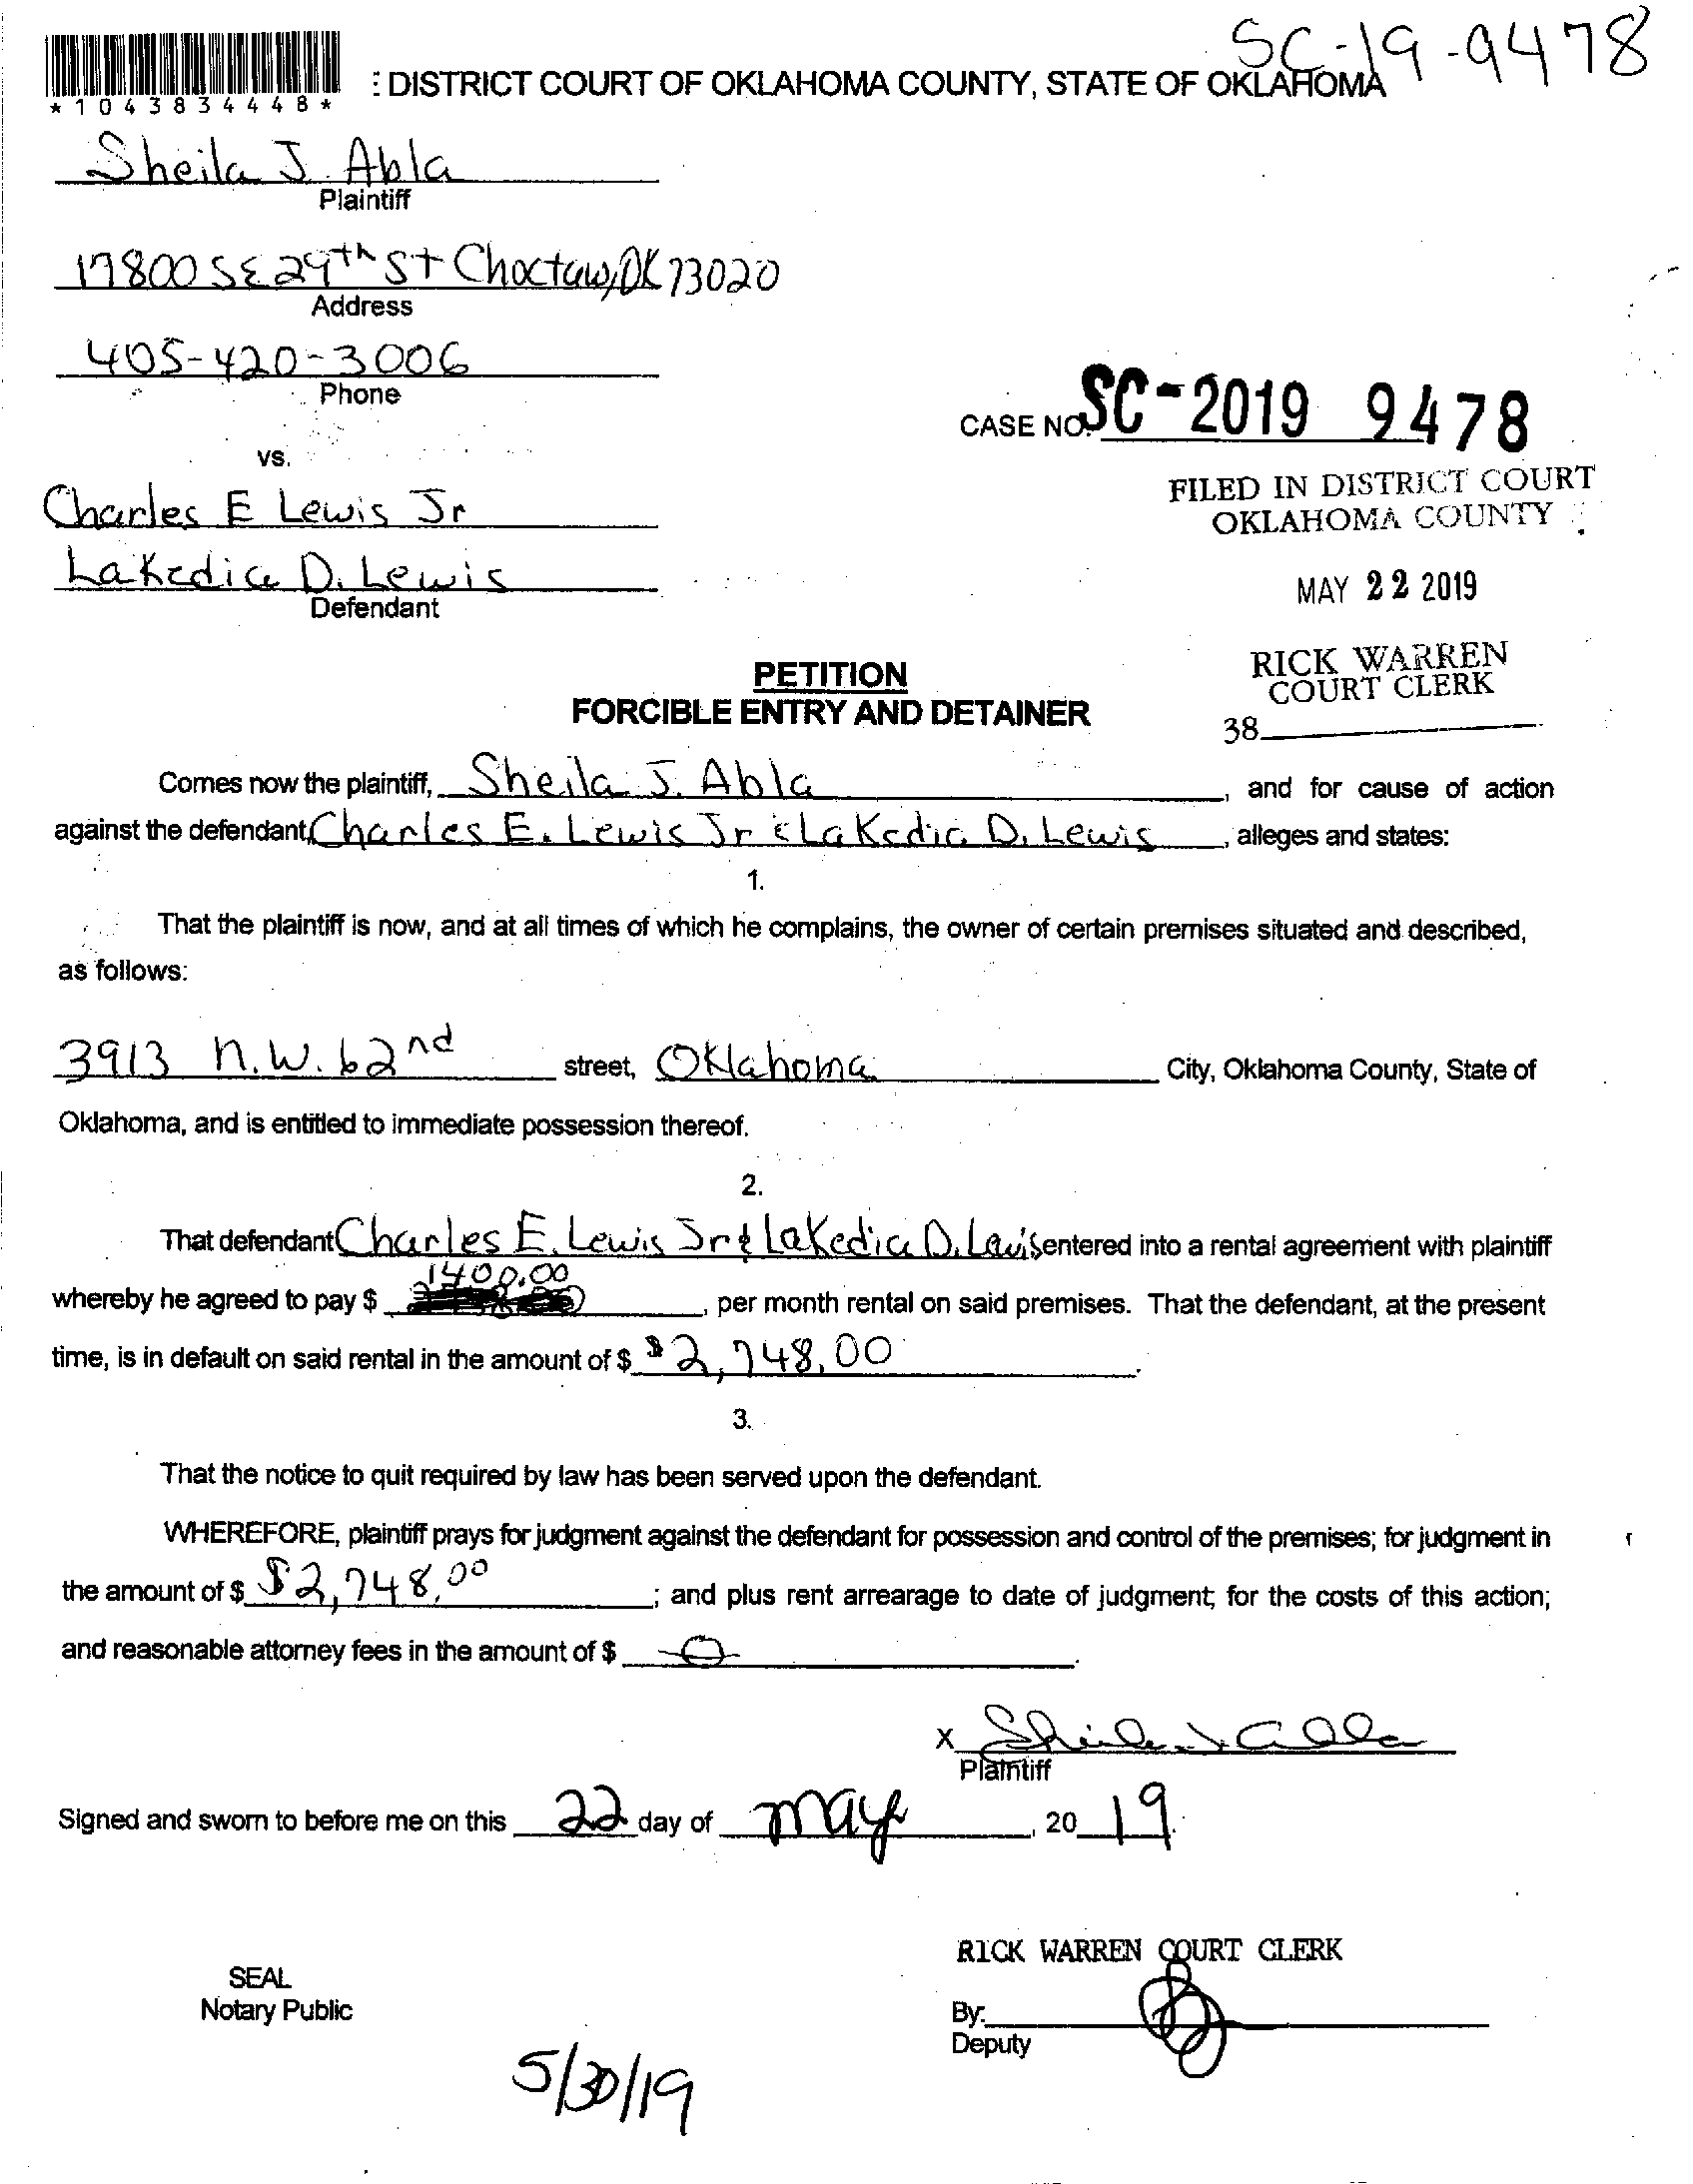 SC-19-9478
*1043834448*
: DISTRICT COURT OF OKLAHOMA COUNTY, STATE OF OKLAHOMA
Sheila J. Abla
Plaintiff
17800 SE 29th St Choctaw, OK 73020
Address
405-420-3006
Phone
CASE NO. SC-2019 9478
vs.
FILED IN DISTRICT COURT
OKLAHOMA COUNTY
Charles E Lewis Jr
Lakedica D. Lewis
Defendant
MAY 22 2019
RICK WARREN
COURT CLERK
38
PETITION
FORCIBLE ENTRY AND DETAINER
Comes now the plaintiff, Sheila J. Abla, and for cause of action
against the defendant, Charles E. Lewis Jr & LaKedia D. Lewis, alleges and states:
1.
That the plaintiff is now, and at all times of which he complains, the owner of certain premises situated and described,
as follows:
3913 N.W. 62nd street, Oklahoma City, Oklahoma County, State of
Oklahoma, and is entitled to immediate possession thereof.
2.
That defendant Charles E. Lewis Jr & Lakedica D. Lewis entered into a rental agreement with plaintiff
whereby he agreed to pay $ 1400.00, per month rental on said premises. That the defendant, at the present
time, is in default on said rental in the amount of $ $2,748.00.
3.
That the notice to quit required by law has been served upon the defendant.
WHEREFORE, plaintiff prays for judgment against the defendant for possession and control of the premises; for judgment in
the amount of $ $2,748.00; and plus rent arrearage to date of judgment; for the costs of this action;
and reasonable attorney fees in the amount of $ 0.
X Sheila J Abla
Plaintiff
Signed and sworn to before me on this 22 day of May, 2019.
RICK WARREN COURT CLERK
SEAL
Notary Public
By:
Deputy
5/30/19